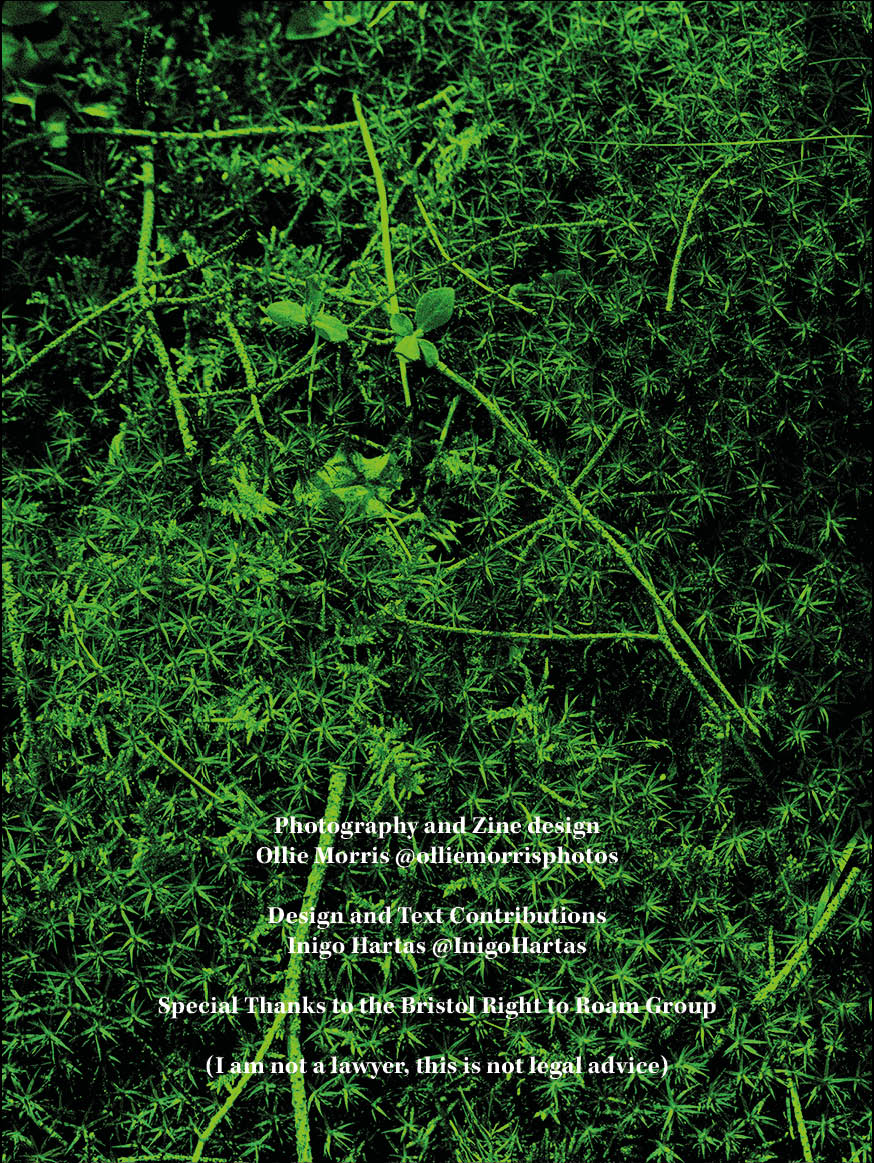 Photography and Zine design
Ollie Morris @olliemorrisphotos
Design and Text Contributions
Inigo Hartas @InigoHartas
Special Thanks to the Bristol Right to Roam Group
(I am not a lawyer, this is not legal advice)